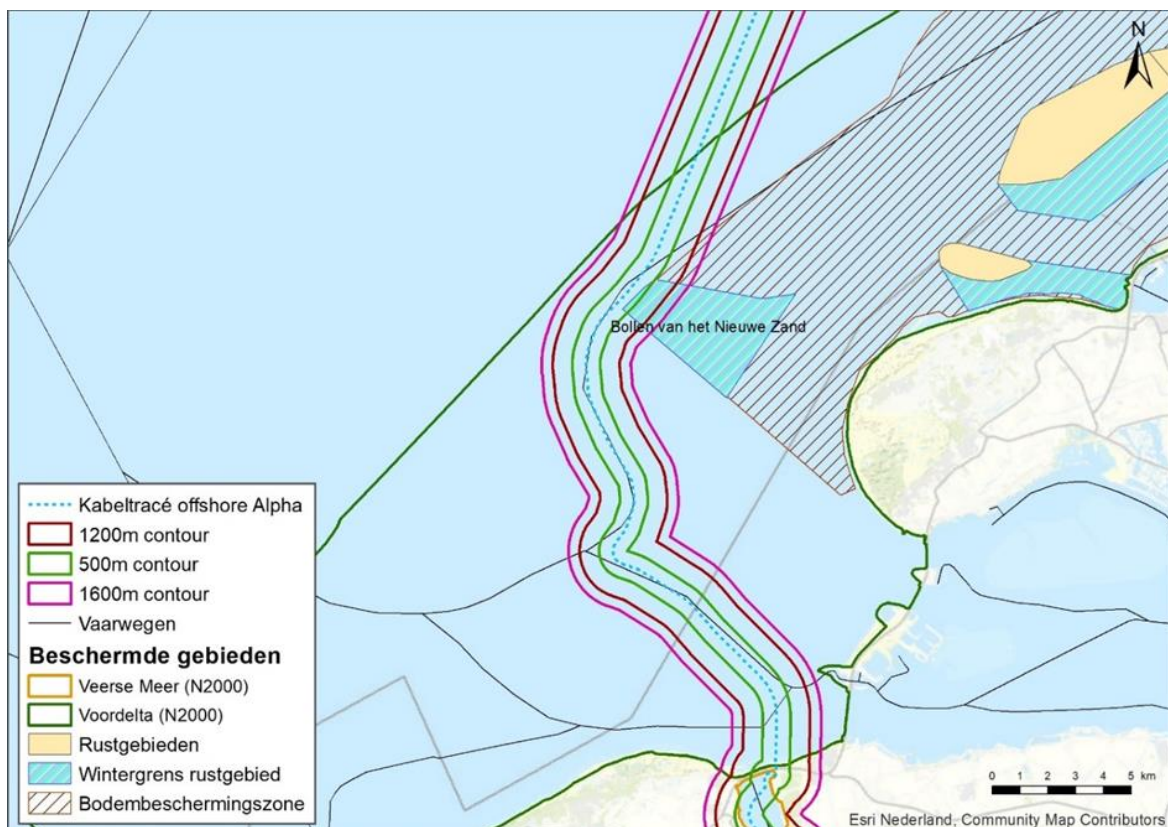 N
Bollen van het Nieuwe Zand
Kabeltracé offshore Alpha
1200m contour
500m contour
1600m contour
Vaarwegen
Beschermde gebieden
Veerse Meer (N2000)
Voordelta (N2000)
Rustgebieden
Wintergrens rustgebied
Bodembeschermingszone
0 1 2 3 4 5 km
Esri Nederland, Community Map Contributors